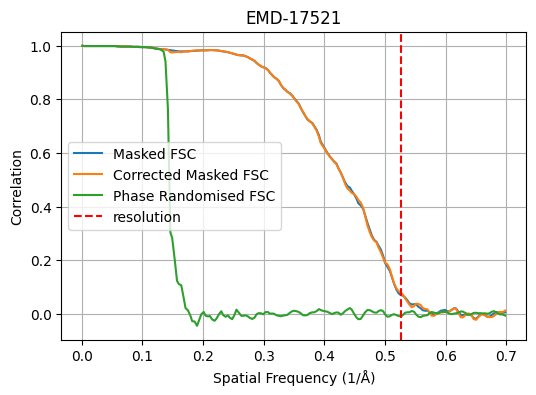 EMD-17521
1.0
0.8
0.6
0.4
0.2
0.0
Correlation
Masked FSC
Corrected Masked FSC
Phase Randomised FSC
resolution
0.0 0.1 0.2 0.3 0.4 0.5 0.6 0.7
Spatial Frequency (1/Å)